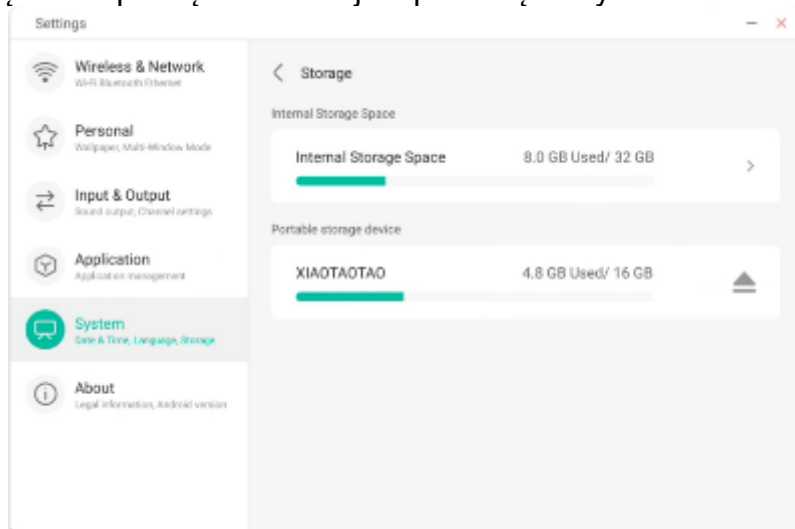 Settings
Wireless & Network
Wi-Fi Bluetooth Ethernet
Personal
Wallpaper, Multi-Window Mode
Input & Output
Sound output, Channel settings
Application
Application management
System
Date & Time, Language, Storage
About
Legal information, Android version
Storage
Internal Storage Space
Internal Storage Space
8.0 GB Used/ 32 GB
Portable storage device
XIAOTAOTAO
4.8 GB Used/ 16 GB